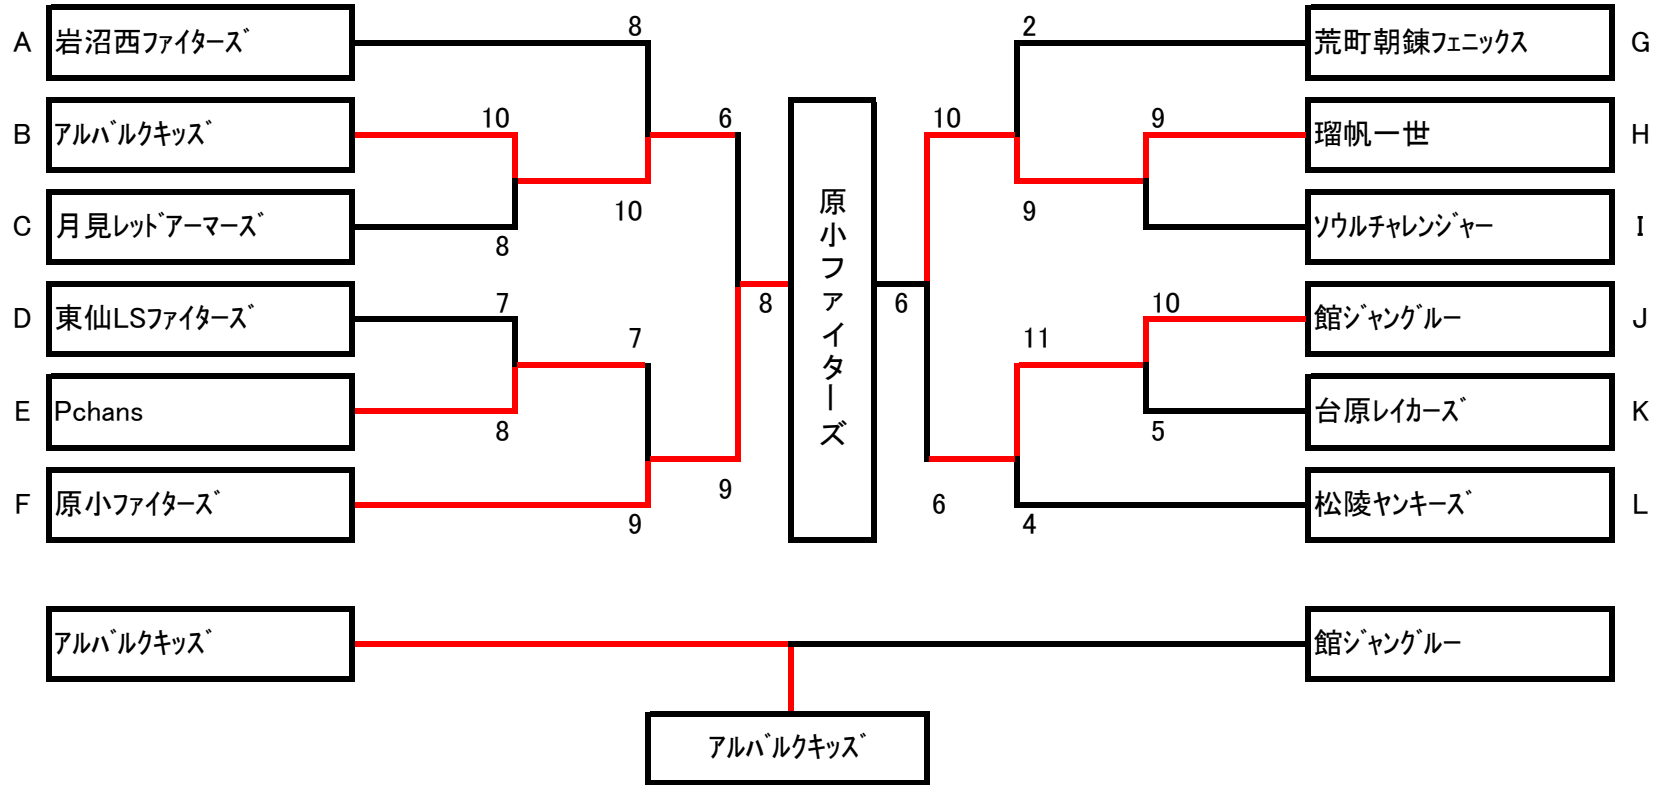 8
2
A 岩沼西ﾌｧｲﾀｰｽﾞ
荒町朝錬ﾌｪﾆｯｸｽ G
10
6
10
9
B ｱﾙﾊﾞﾙｸｷｯｽﾞ
瑠帆一世 H
原小ファイターズ
10
9
C 月見ﾚｯﾄﾞｱｰﾏｰｽﾞ
ｿｳﾙﾁｬﾚﾝｼﾞｬｰ I
8
7
8
6
10
D 東仙LSﾌｧｲﾀｰｽﾞ
館ｼﾞｬﾝｸﾞﾙｰ J
7
11
E Pchans
台原ﾚｲｶｰｽﾞ K
8
5
9
6
F 原小ﾌｧｲﾀｰｽﾞ
松陵ﾔﾝｷｰｽﾞ L
9
4
ｱﾙﾊﾞﾙｸｷｯｽﾞ
館ｼﾞｬﾝｸﾞﾙｰ
ｱﾙﾊﾞﾙｸｷｯｽﾞ